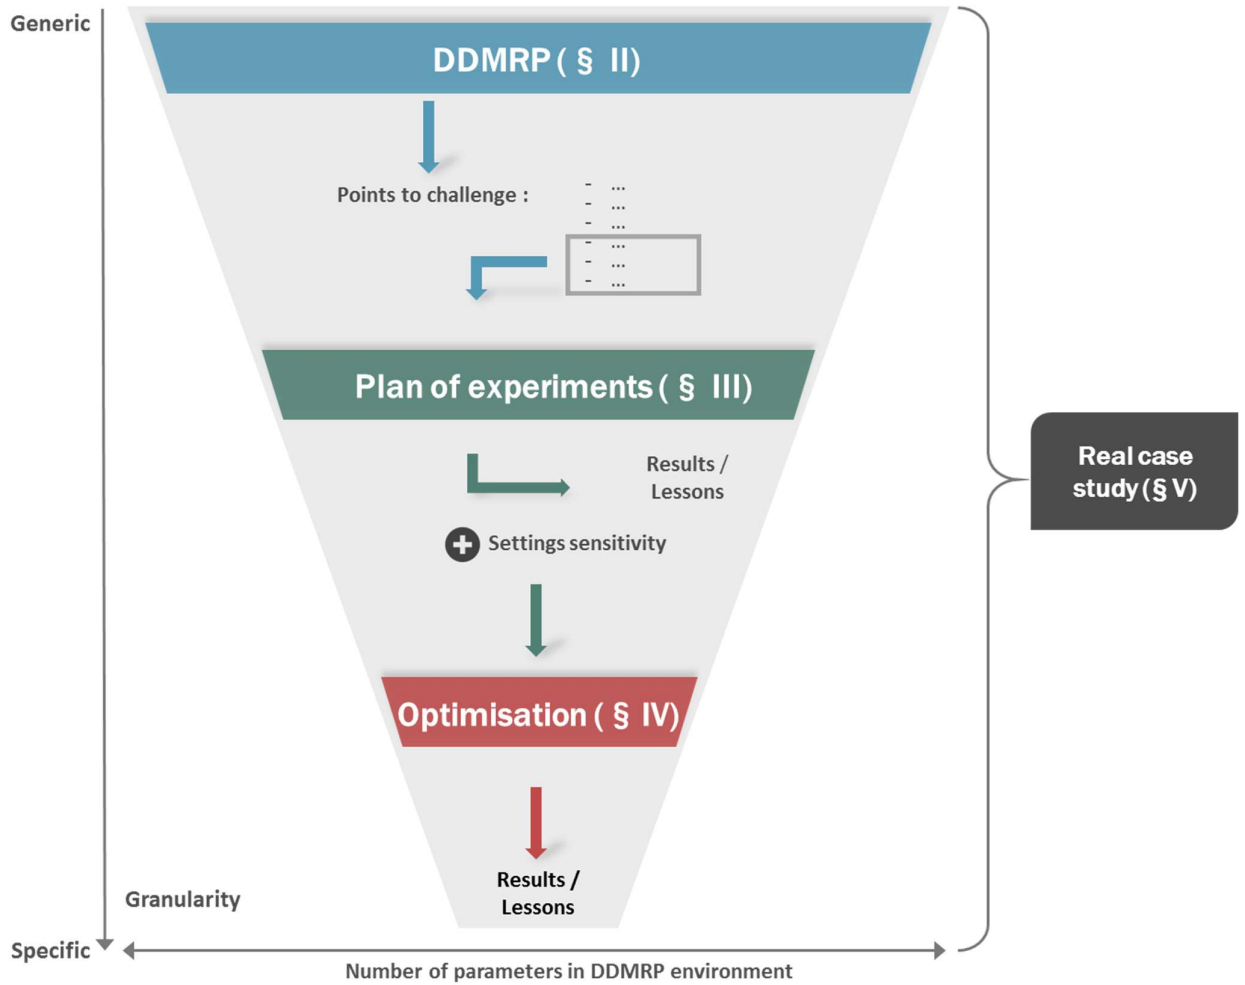 Generic
DDMRP ( § II)
Points to challenge :
- ...
- ...
- ...
- ...
- ...
- ...
Plan of experiments ( § III)
Results /
Lessons
Settings sensitivity
Real case
study (§ V)
Optimisation ( § IV)
Results /
Lessons
Granularity
Specific
Number of parameters in DDMRP environment